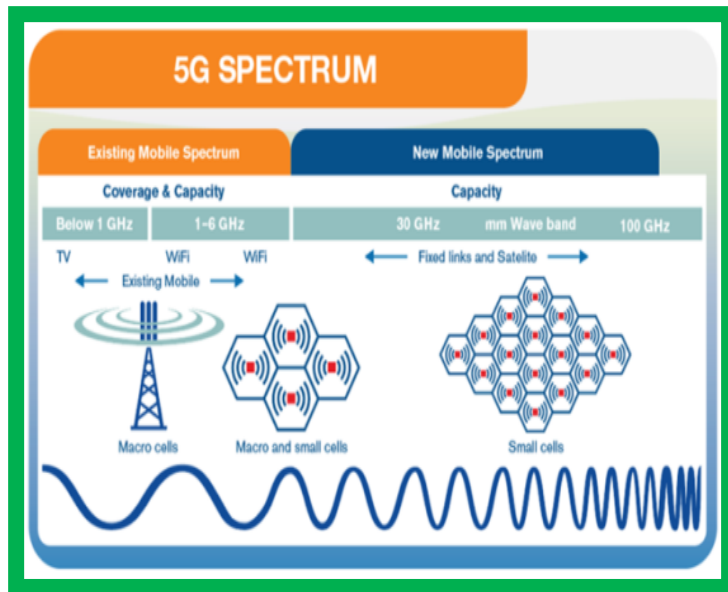 5G SPECTRUM
Existing Mobile Spectrum
New Mobile Spectrum
Coverage & Capacity
Capacity
Below 1 GHz
1-6 GHz
30 GHz
mm Wave band
100 GHz
TV
WiFi
WiFi
Fixed links and Satelite
Existing Mobile
Macro cells
Macro and small cells
Small cells